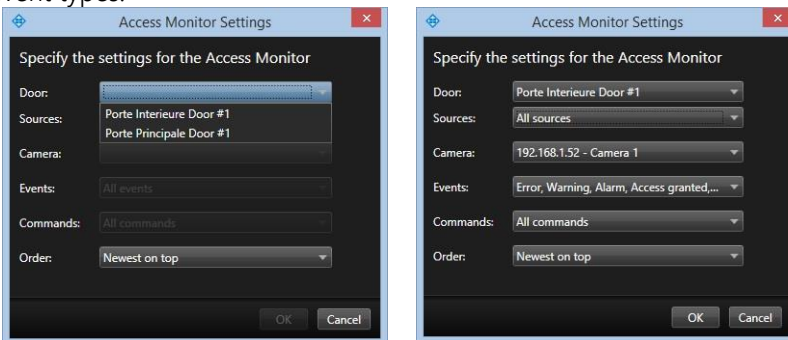 vent types.
Access Monitor Settings
Specify the settings for the Access Monitor
Door:
Porte Interieure Door #1
Sources:
Porte Principale Door #1
Camera:
Events: All events
Commands: All commands
Order: Newest on top
OK Cancel
Access Monitor Settings
Specify the settings for the Access Monitor
Door: Porte Interieure Door #1
Sources: All sources
Camera: 192.168.1.52 - Camera 1
Events: Error, Warning, Alarm, Access granted,...
Commands: All commands
Order: Newest on top
OK Cancel